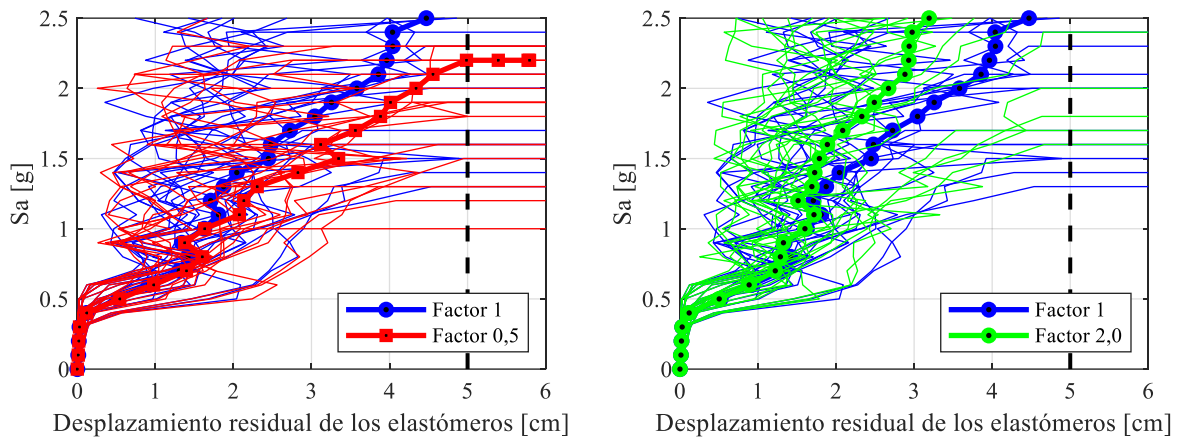 2.5
2
1.5
1
0.5
0
Sa [g]
Factor 1
Factor 0,5
0 1 2 3 4 5 6
Desplazamiento residual de los elastómeros [cm]
2.5
2
1.5
1
0.5
0
Sa [g]
Factor 1
Factor 2,0
0 1 2 3 4 5 6
Desplazamiento residual de los elastómeros [cm]